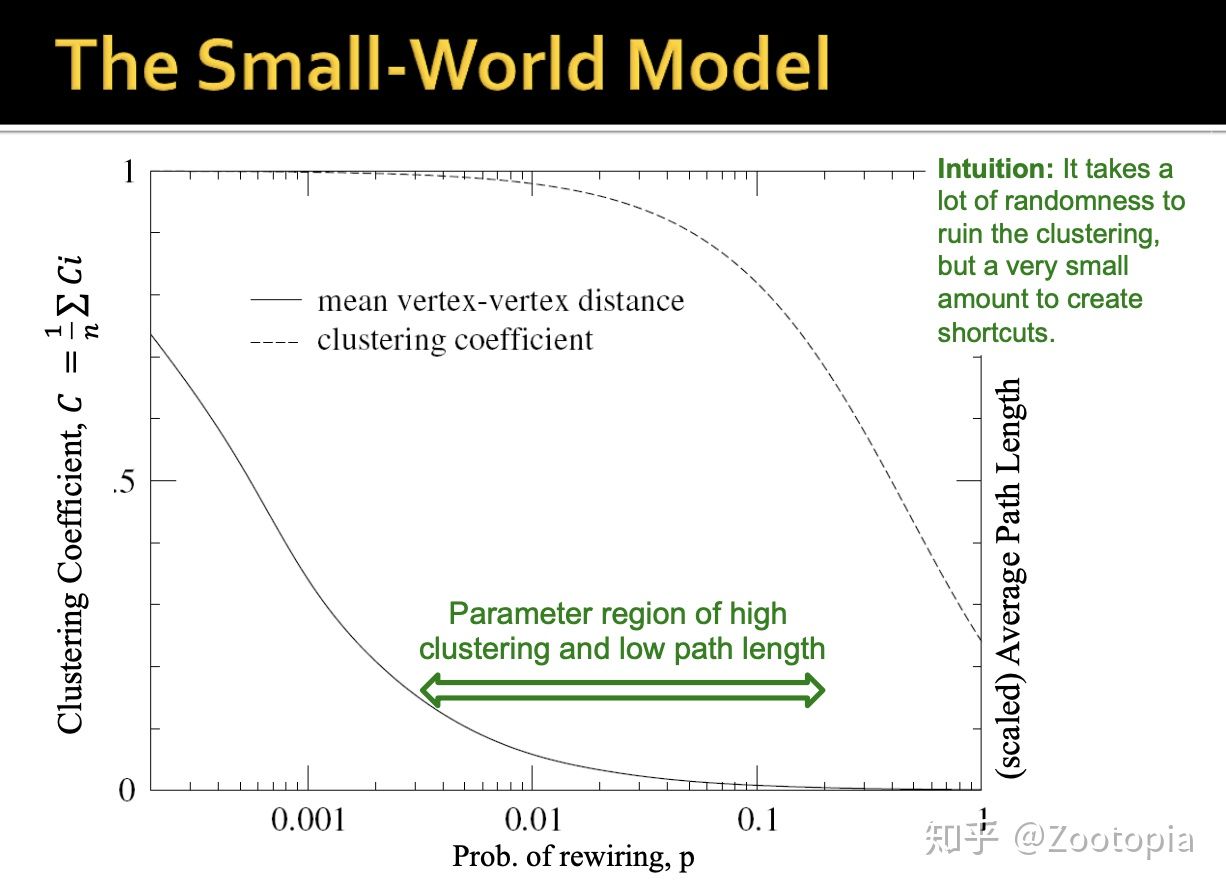 The Small-World Model
1
.5
0
Clustering Coefficient, C = 1/n ∑ Ci
mean vertex-vertex distance
clustering coefficient
Intuition: It takes a
lot of randomness to
ruin the clustering,
but a very small
amount to create
shortcuts.
(scaled) Average Path Length
Parameter region of high
clustering and low path length
0.001
0.01
0.1
1
Prob. of rewiring, p
知乎 @Zootopia